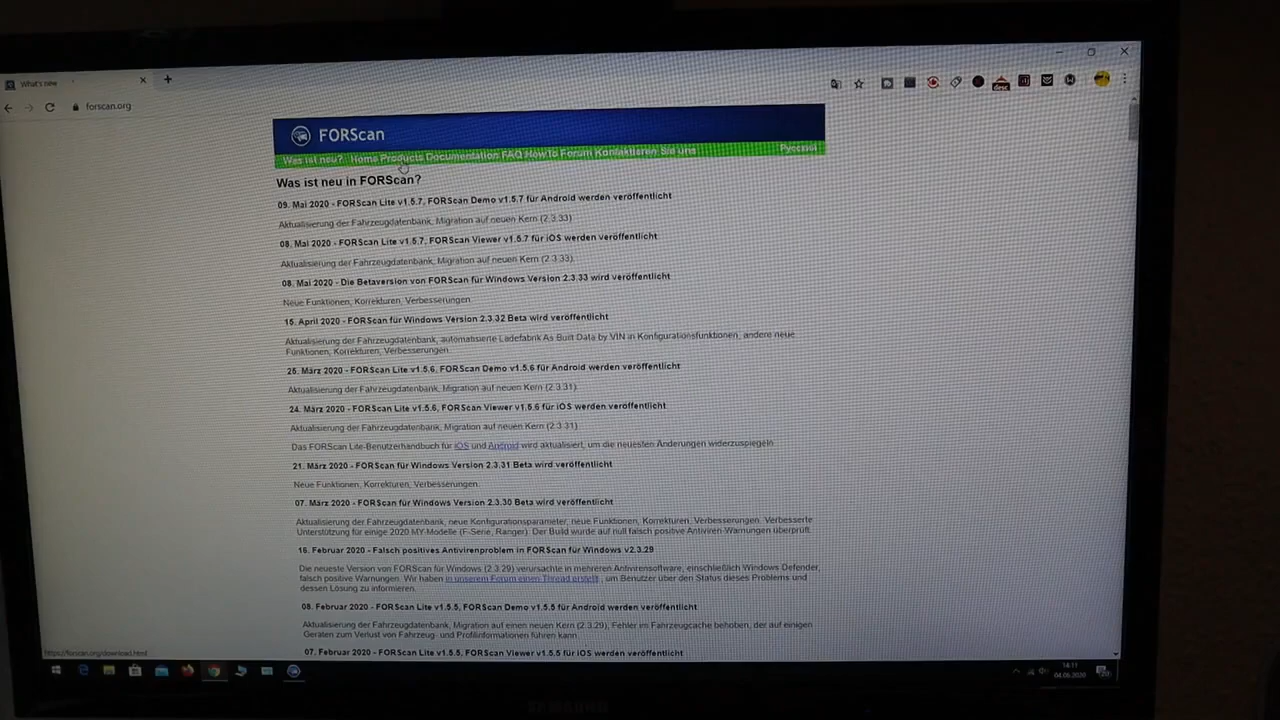 What's new
forscan.org
FORScan
Was ist neu? Home Products Documentation FAQ HowTo Forum Kontaktieren Sie uns Русский
Was ist neu in FORScan?
09. Mai 2020 - FORScan Lite v1.5.7, FORScan Demo v1.5.7 für Android werden veröffentlicht
Aktualisierung der Fahrzeugdatenbank, Migration auf neuen Kern (2.3.33)
08. Mai 2020 - FORScan Lite v1.5.7, FORScan Viewer v1.5.7 für iOS werden veröffentlicht
Aktualisierung der Fahrzeugdatenbank, Migration auf neuen Kern (2.3.33).
08. Mai 2020 - Die Betaversion von FORScan für Windows Version 2.3.33 wird veröffentlicht
Neue Funktionen, Korrekturen, Verbesserungen.
15. April 2020 - FORScan für Windows Version 2.3.32 Beta wird veröffentlicht
Aktualisierung der Fahrzeugdatenbank, automatisierte Ladefabrik As Built Data by VIN in Konfigurationsfunktionen, andere neue
Funktionen, Korrekturen, Verbesserungen.
25. März 2020 - FORScan Lite v1.5.6, FORScan Demo v1.5.6 für Android werden veröffentlicht
Aktualisierung der Fahrzeugdatenbank, Migration auf neuen Kern (2.3.31).
24. März 2020 - FORScan Lite v1.5.6, FORScan Viewer v1.5.6 für iOS werden veröffentlicht
Aktualisierung der Fahrzeugdatenbank, Migration auf neuen Kern (2.3.31)
Das FORScan Lite-Benutzerhandbuch für iOS und Android wird aktualisiert, um die neuesten Änderungen widerzuspiegeln.
21. März 2020 - FORScan für Windows Version 2.3.31 Beta wird veröffentlicht
Neue Funktionen, Korrekturen, Verbesserungen.
07. März 2020 - FORScan für Windows Version 2.3.30 Beta wird veröffentlicht
Aktualisierung der Fahrzeugdatenbank, neue Konfigurationsparameter, neue Funktionen, Korrekturen, Verbesserungen. Verbesserte
Unterstützung für einige 2020 MY-Modelle (F-Serie, Ranger). Der Build wurde auf null falsch positive Antiviren-Warnungen überprüft.
16. Februar 2020 - Falsch positives Antivirenproblem in FORScan für Windows v2.3.29
Die neueste Version von FORScan für Windows (2.3.29) verursachte in mehreren Antivirensoftware, einschließlich Windows Defender,
falsch positive Warnungen. Wir haben in unserem Forum einen Thread erstellt , um Benutzer über den Status dieses Problems und
dessen Lösung zu informieren.
08. Februar 2020 - FORScan Lite v1.5.5, FORScan Demo v1.5.5 für Android werden veröffentlicht
Aktualisierung der Fahrzeugdatenbank, Migration auf einen neuen Kern (2.3.29), Fehler im Fahrzeugcache behoben, der auf einigen
Geräten zum Verlust von Fahrzeug- und Profilinformationen führen kann.
07. Februar 2020 - FORScan Lite v1.5.5, FORScan Viewer v1.5.5 für iOS werden veröffentlicht
https://forscan.org/download.html
14:11
04.06.2020
SAMSUNG